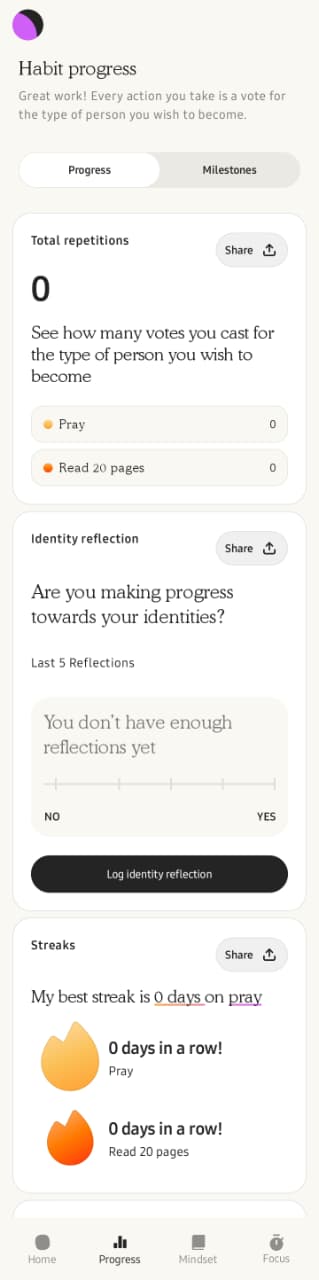 Habit progress
Great work! Every action you take is a vote for
the type of person you wish to become.
Progress
Milestones
Total repetitions
Share
0
See how many votes you cast for
the type of person you wish to
become
Pray
0
Read 20 pages
0
Identity reflection
Share
Are you making progress
towards your identities?
Last 5 Reflections
You don't have enough
reflections yet
NO
YES
Log identity reflection
Streaks
Share
My best streak is 0 days on pray
0 days in a row!
Pray
0 days in a row!
Read 20 pages
Home
Progress
Mindset
Focus